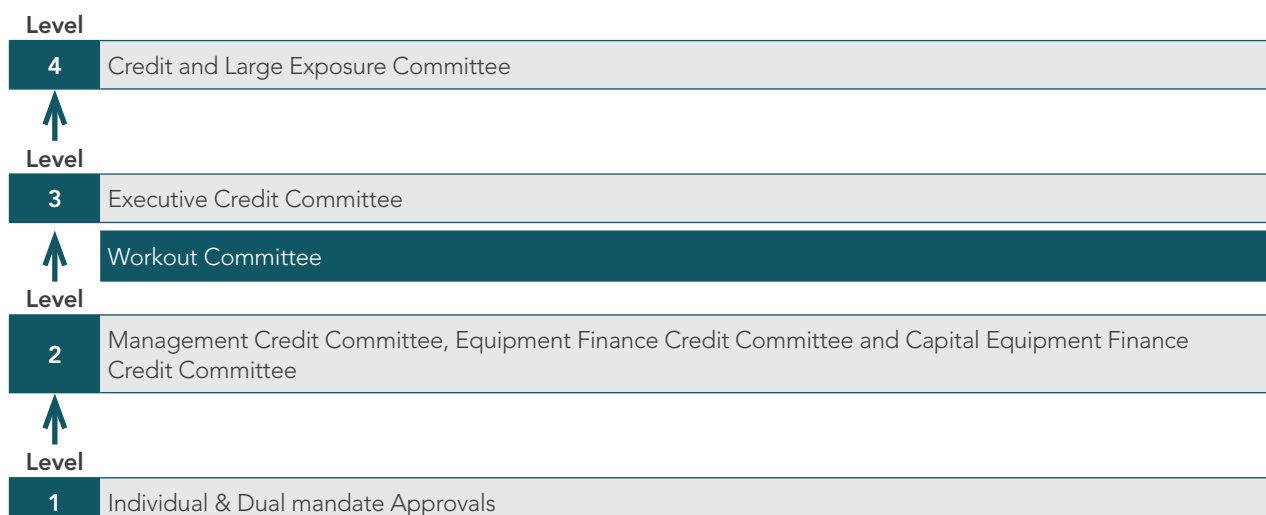 Level
4 Credit and Large Exposure Committee
Level
3 Executive Credit Committee
Workout Committee
Level
2 Management Credit Committee, Equipment Finance Credit Committee and Capital Equipment Finance
Credit Committee
Level
1 Individual & Dual mandate Approvals